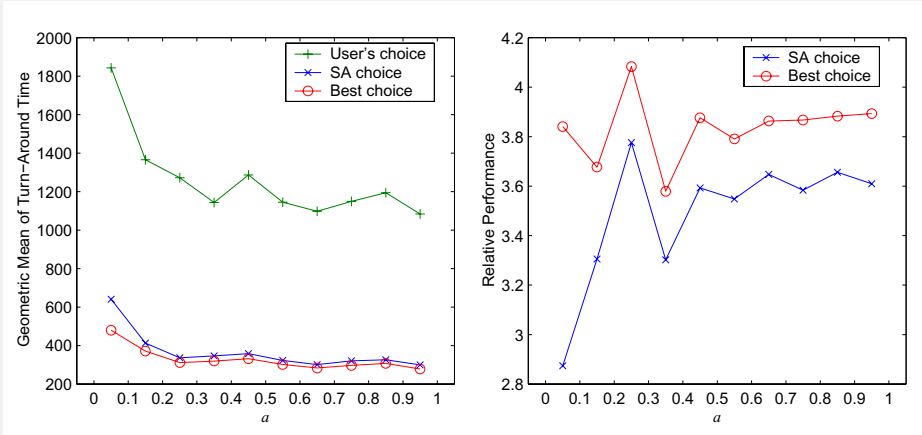 2000
1800
1600
1400
1200
1000
800
600
400
200
Geometric Mean of Turn-Around Time
User's choice
SA choice
Best choice
0 0.1 0.2 0.3 0.4 0.5 0.6 0.7 0.8 0.9 1
a
4.2
4
3.8
3.6
3.4
3.2
3
2.8
Relative Performance
SA choice
Best choice
0 0.1 0.2 0.3 0.4 0.5 0.6 0.7 0.8 0.9 1
a